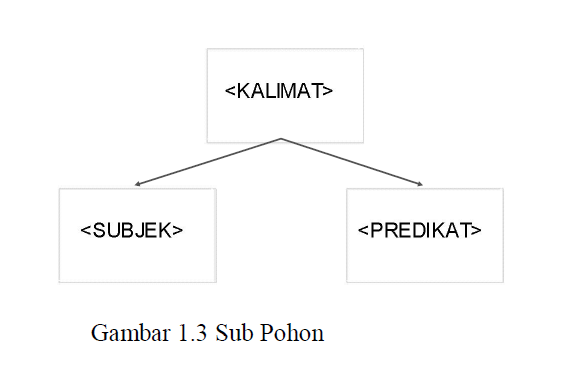 <KALIMAT>
<SUBJEK> <PREDIKAT>
Gambar 1.3 Sub Pohon